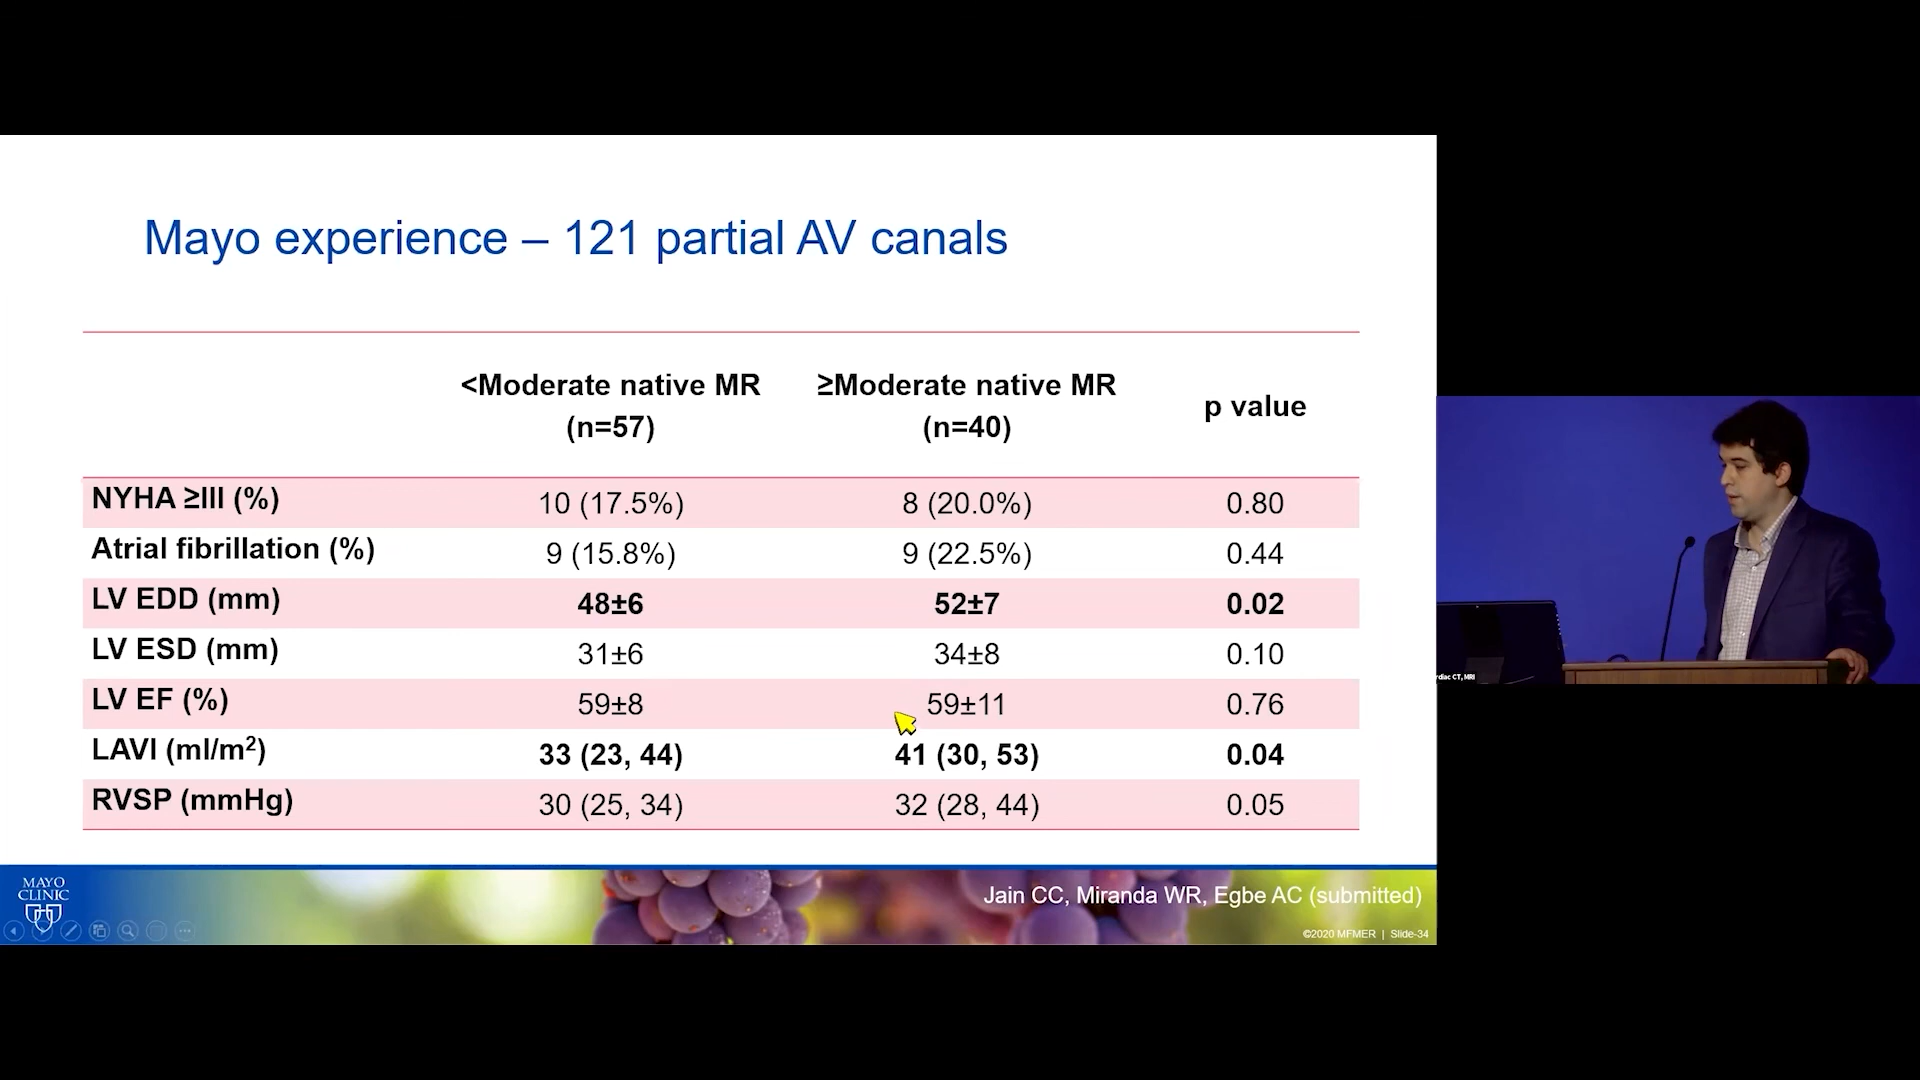 Mayo experience – 121 partial AV canals
<Moderate native MR (n=57) ≥Moderate native MR (n=40) p value
NYHA ≥III (%) 10 (17.5%) 8 (20.0%) 0.80
Atrial fibrillation (%) 9 (15.8%) 9 (22.5%) 0.44
LV EDD (mm) 48±6 52±7 0.02
LV ESD (mm) 31±6 34±8 0.10
LV EF (%) 59±8 59±11 0.76
LAVI (ml/m²) 33 (23, 44) 41 (30, 53) 0.04
RVSP (mmHg) 30 (25, 34) 32 (28, 44) 0.05
MAYO
CLINIC
Jain CC, Miranda WR, Egbe AC (submitted)
©2020 MFMER | Slide-34
rdiac CT, MRI